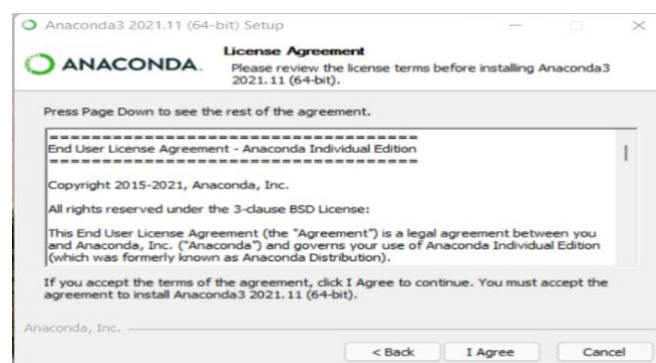 Anaconda3 2021.11 (64-bit) Setup
ANACONDA.
License Agreement
Please review the license terms before installing Anaconda3
2021.11 (64-bit).
Press Page Down to see the rest of the agreement.
====================================
End User License Agreement - Anaconda Individual Edition
====================================
Copyright 2015-2021, Anaconda, Inc.
All rights reserved under the 3-clause BSD License:
This End User License Agreement (the "Agreement") is a legal agreement between you
and Anaconda, Inc. ("Anaconda") and governs your use of Anaconda Individual Edition
(which was formerly known as Anaconda Distribution).
If you accept the terms of the agreement, click I Agree to continue. You must accept the
agreement to install Anaconda3 2021.11 (64-bit).
Anaconda, Inc.
< Back
I Agree
Cancel